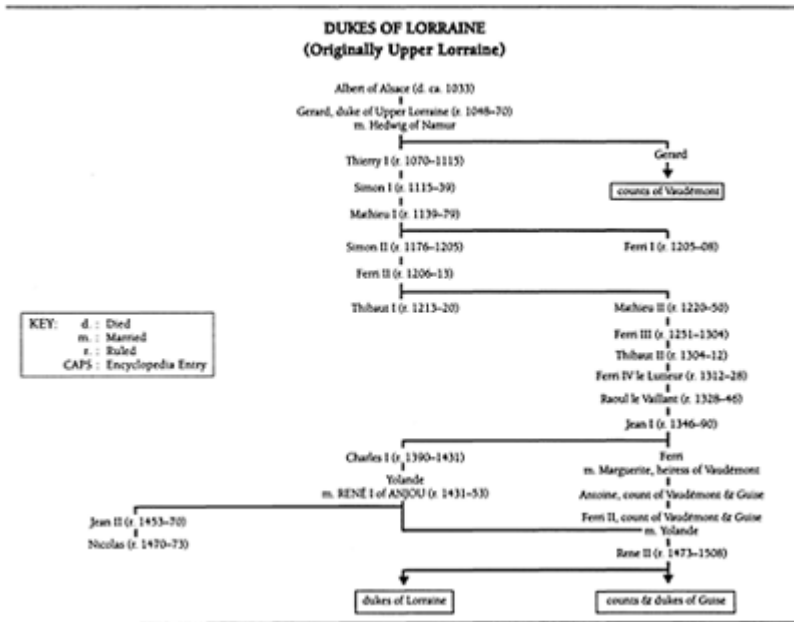 DUKES OF LORRAINE
(Originally Upper Lorraine)
Albert of Alsace (d. ca. 1033)
Gerard, duke of Upper Lorraine (r. 1048–70)
m. Hedwig of Namur
Gerard
Thierry I (r. 1070–1115)
Simon I (r. 1115–39)
counts of Vaudémont
Mathieu I (r. 1139–79)
Simon II (r. 1176–1205)
Ferri I (r. 1205–08)
Ferri II (r. 1206–13)
Thibaut I (r. 1213–20)
Mathieu II (r. 1220–50)
KEY: d. : Died
m. : Married
r. : Ruled
CAPS : Encyclopedia Entry
Ferri III (r. 1251–1304)
Thibaut II (r. 1304–12)
Ferri IV le Lutteur (r. 1312–28)
Raoul le Vaillant (r. 1328–46)
Jean I (r. 1346–90)
Charles I (r. 1390–1431)
Ferri
m. Marguerite, heiress of Vaudémont
Yolande
m. RENÉ I of ANJOU (r. 1431–53)
Antoine, count of Vaudémont & Guise
Jean II (r. 1453–70)
Ferri II, count of Vaudémont & Guise
m. Yolande
Nicolas (r. 1470–73)
Rene II (r. 1473–1508)
dukes of Lorraine
counts & dukes of Guise